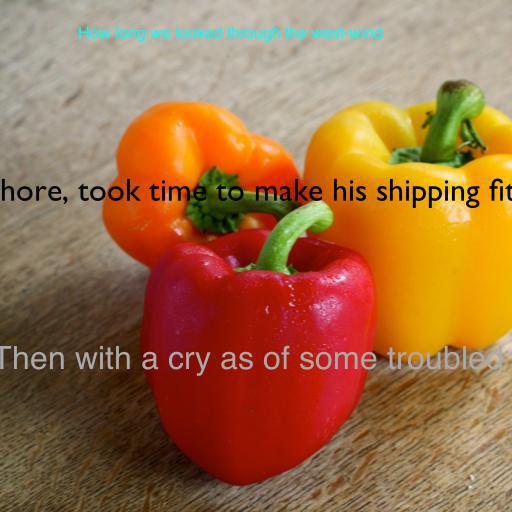 How long we looked through the west-wind
hore, took time to make his shipping fit
Then with a cry as of some troubled